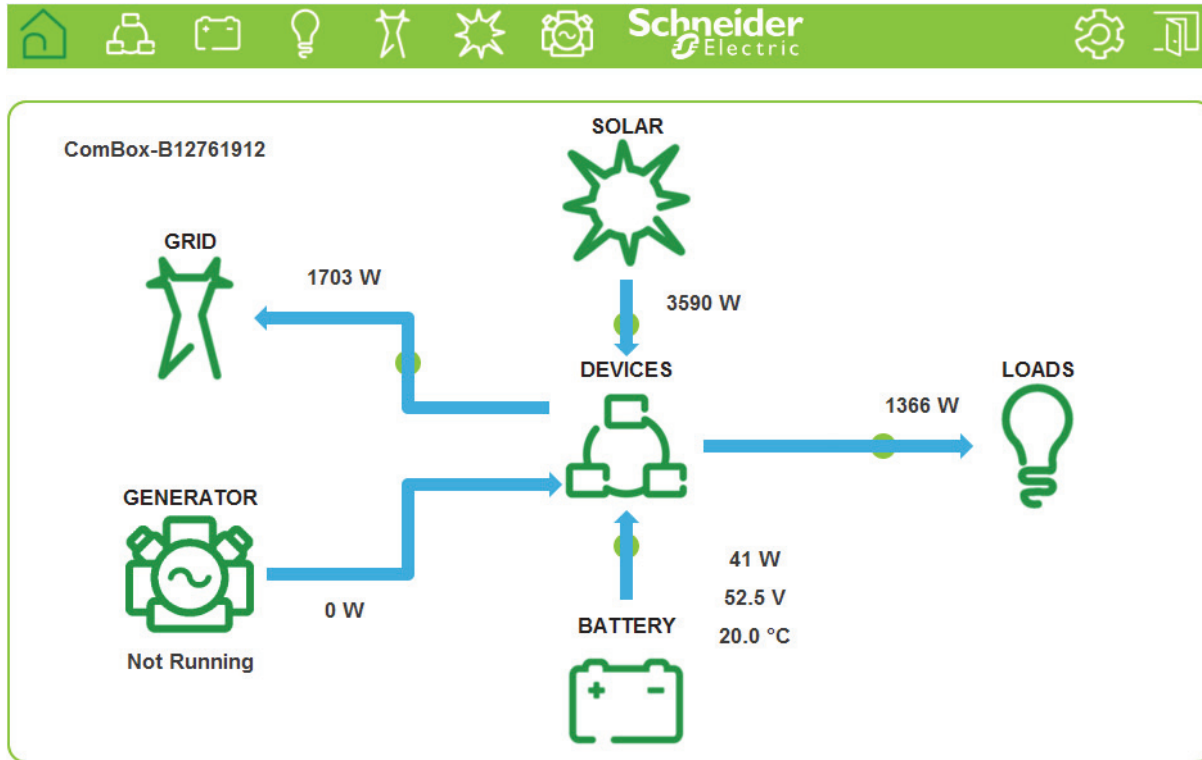 Schneider
Electric
ComBox-B12761912
SOLAR
GRID
1703 W
3590 W
DEVICES
LOADS
1366 W
GENERATOR
0 W
Not Running
41 W
52.5 V
20.0 °C
BATTERY